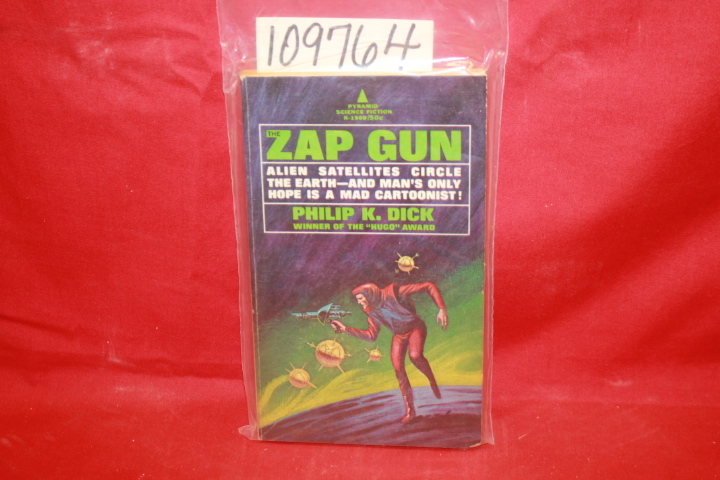 109764
PYRAMID
SCIENCE FICTION
THE
ZAP GUN
ALIEN SATELLITES CIRCLE
THE EARTH—AND MAN'S ONLY
HOPE IS A MAD CARTOONIST!
PHILIP K. DICK
WINNER OF THE "HUGO" AWARD